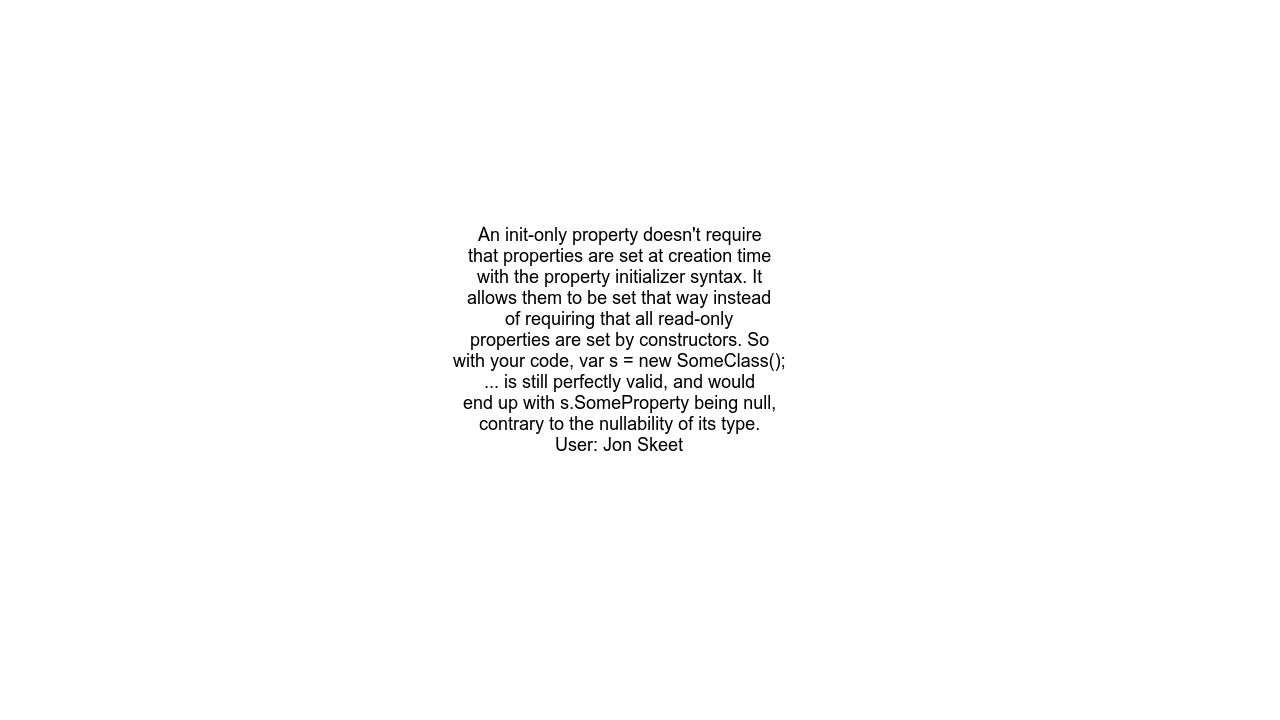 An init-only property doesn't require
that properties are set at creation time
with the property initializer syntax. It
allows them to be set that way instead
of requiring that all read-only
properties are set by constructors. So
with your code, var s = new SomeClass();
... is still perfectly valid, and would
end up with s.SomeProperty being null,
contrary to the nullability of its type.
User: Jon Skeet